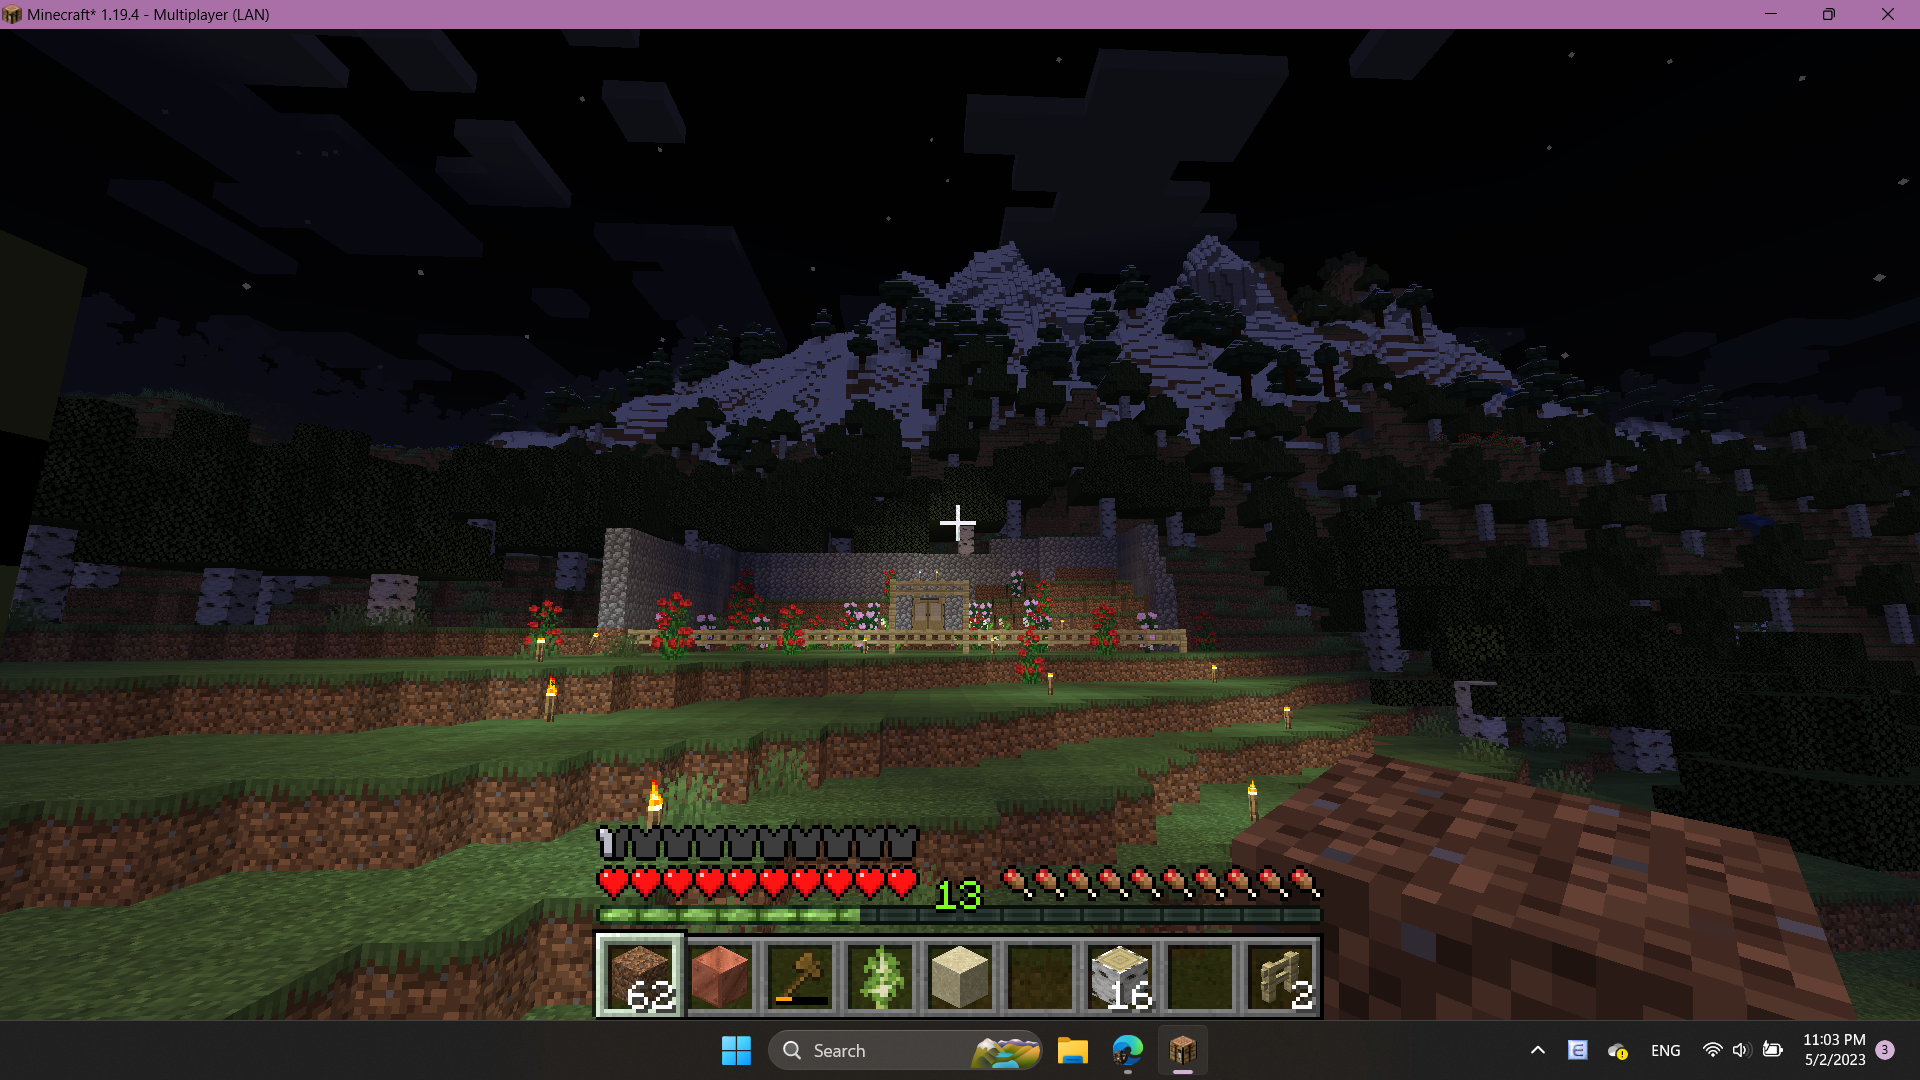 Minecraft* 1.19.4 - Multiplayer (LAN)
13
62
16
2
Search
ENG
11:03 PM
5/2/2023
3